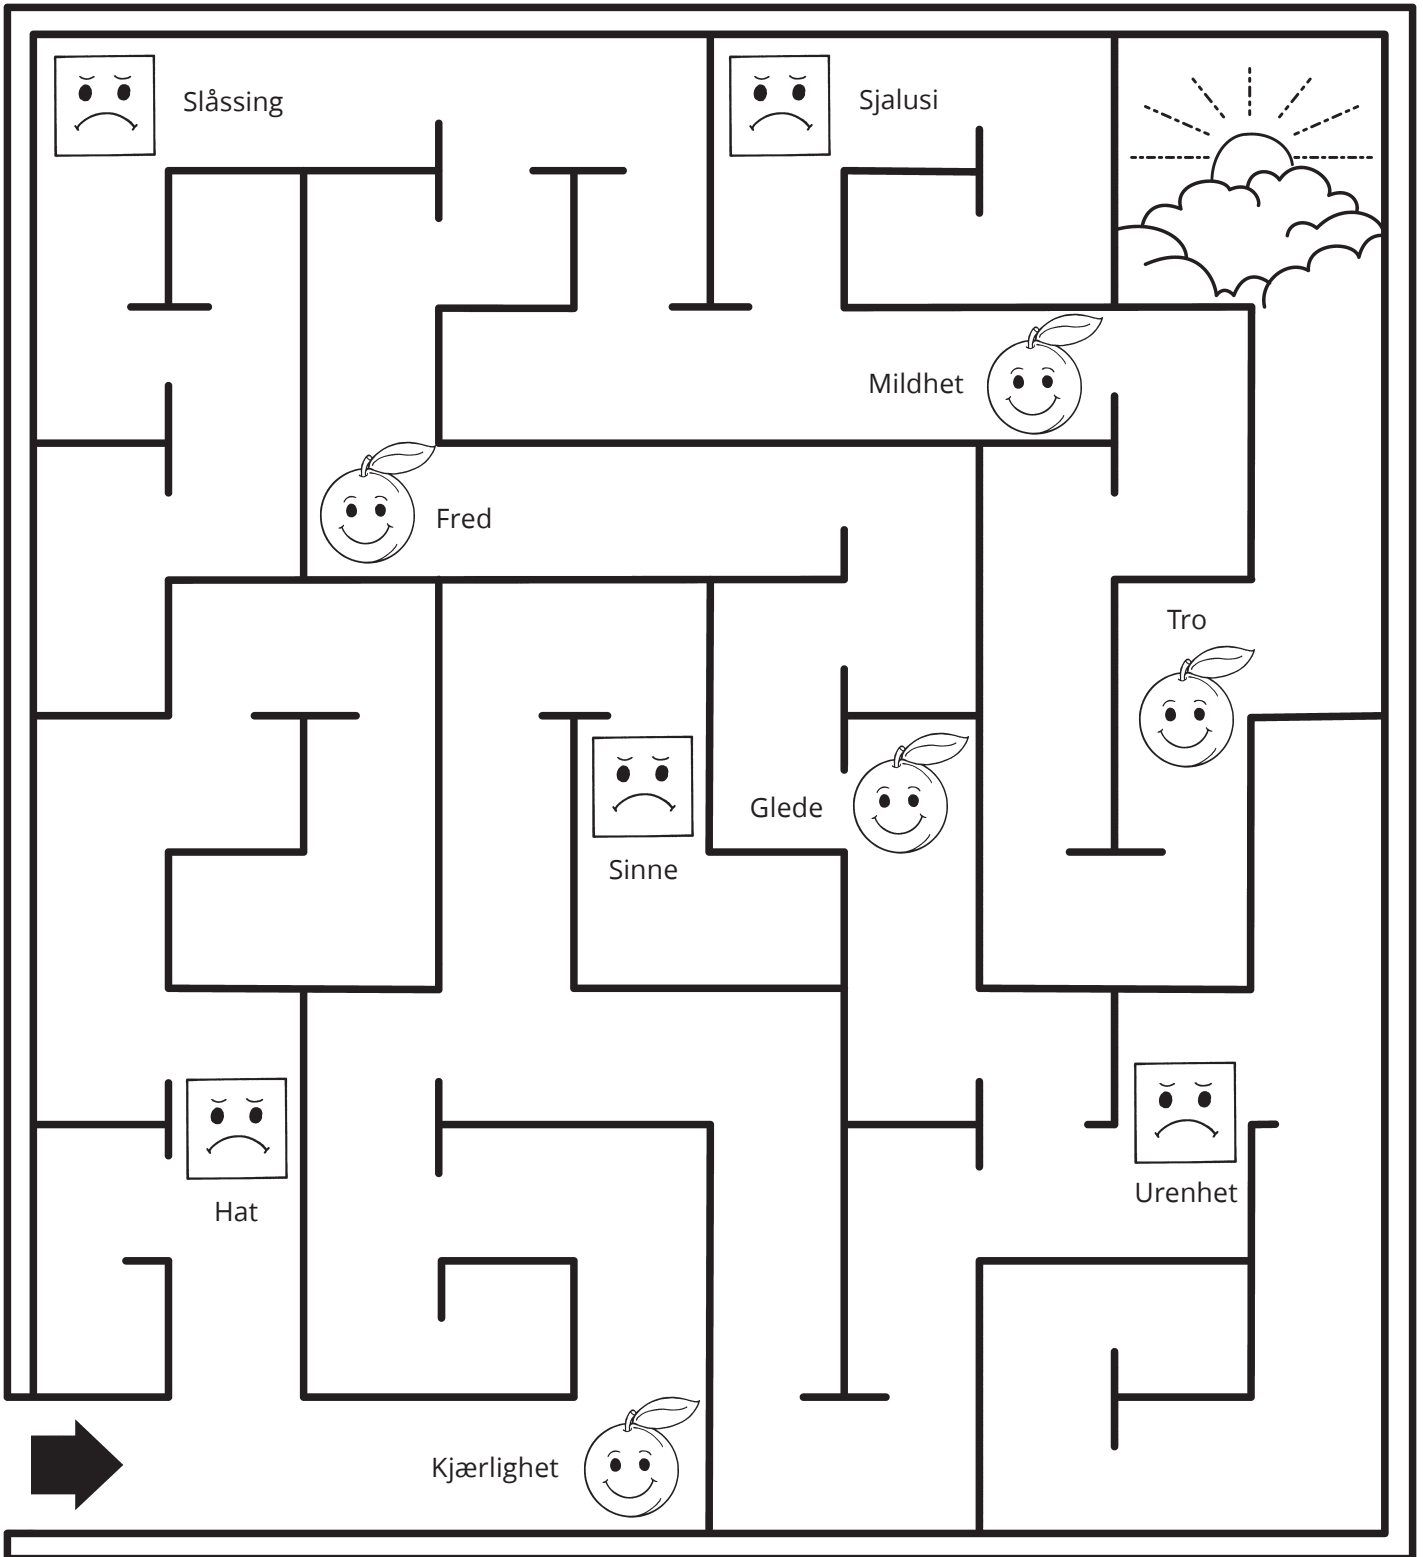 Slåssing
Sjalusi
Mildhet
Fred
Tro
Glede
Sinne
Urenhet
Hat
Kjærlighet